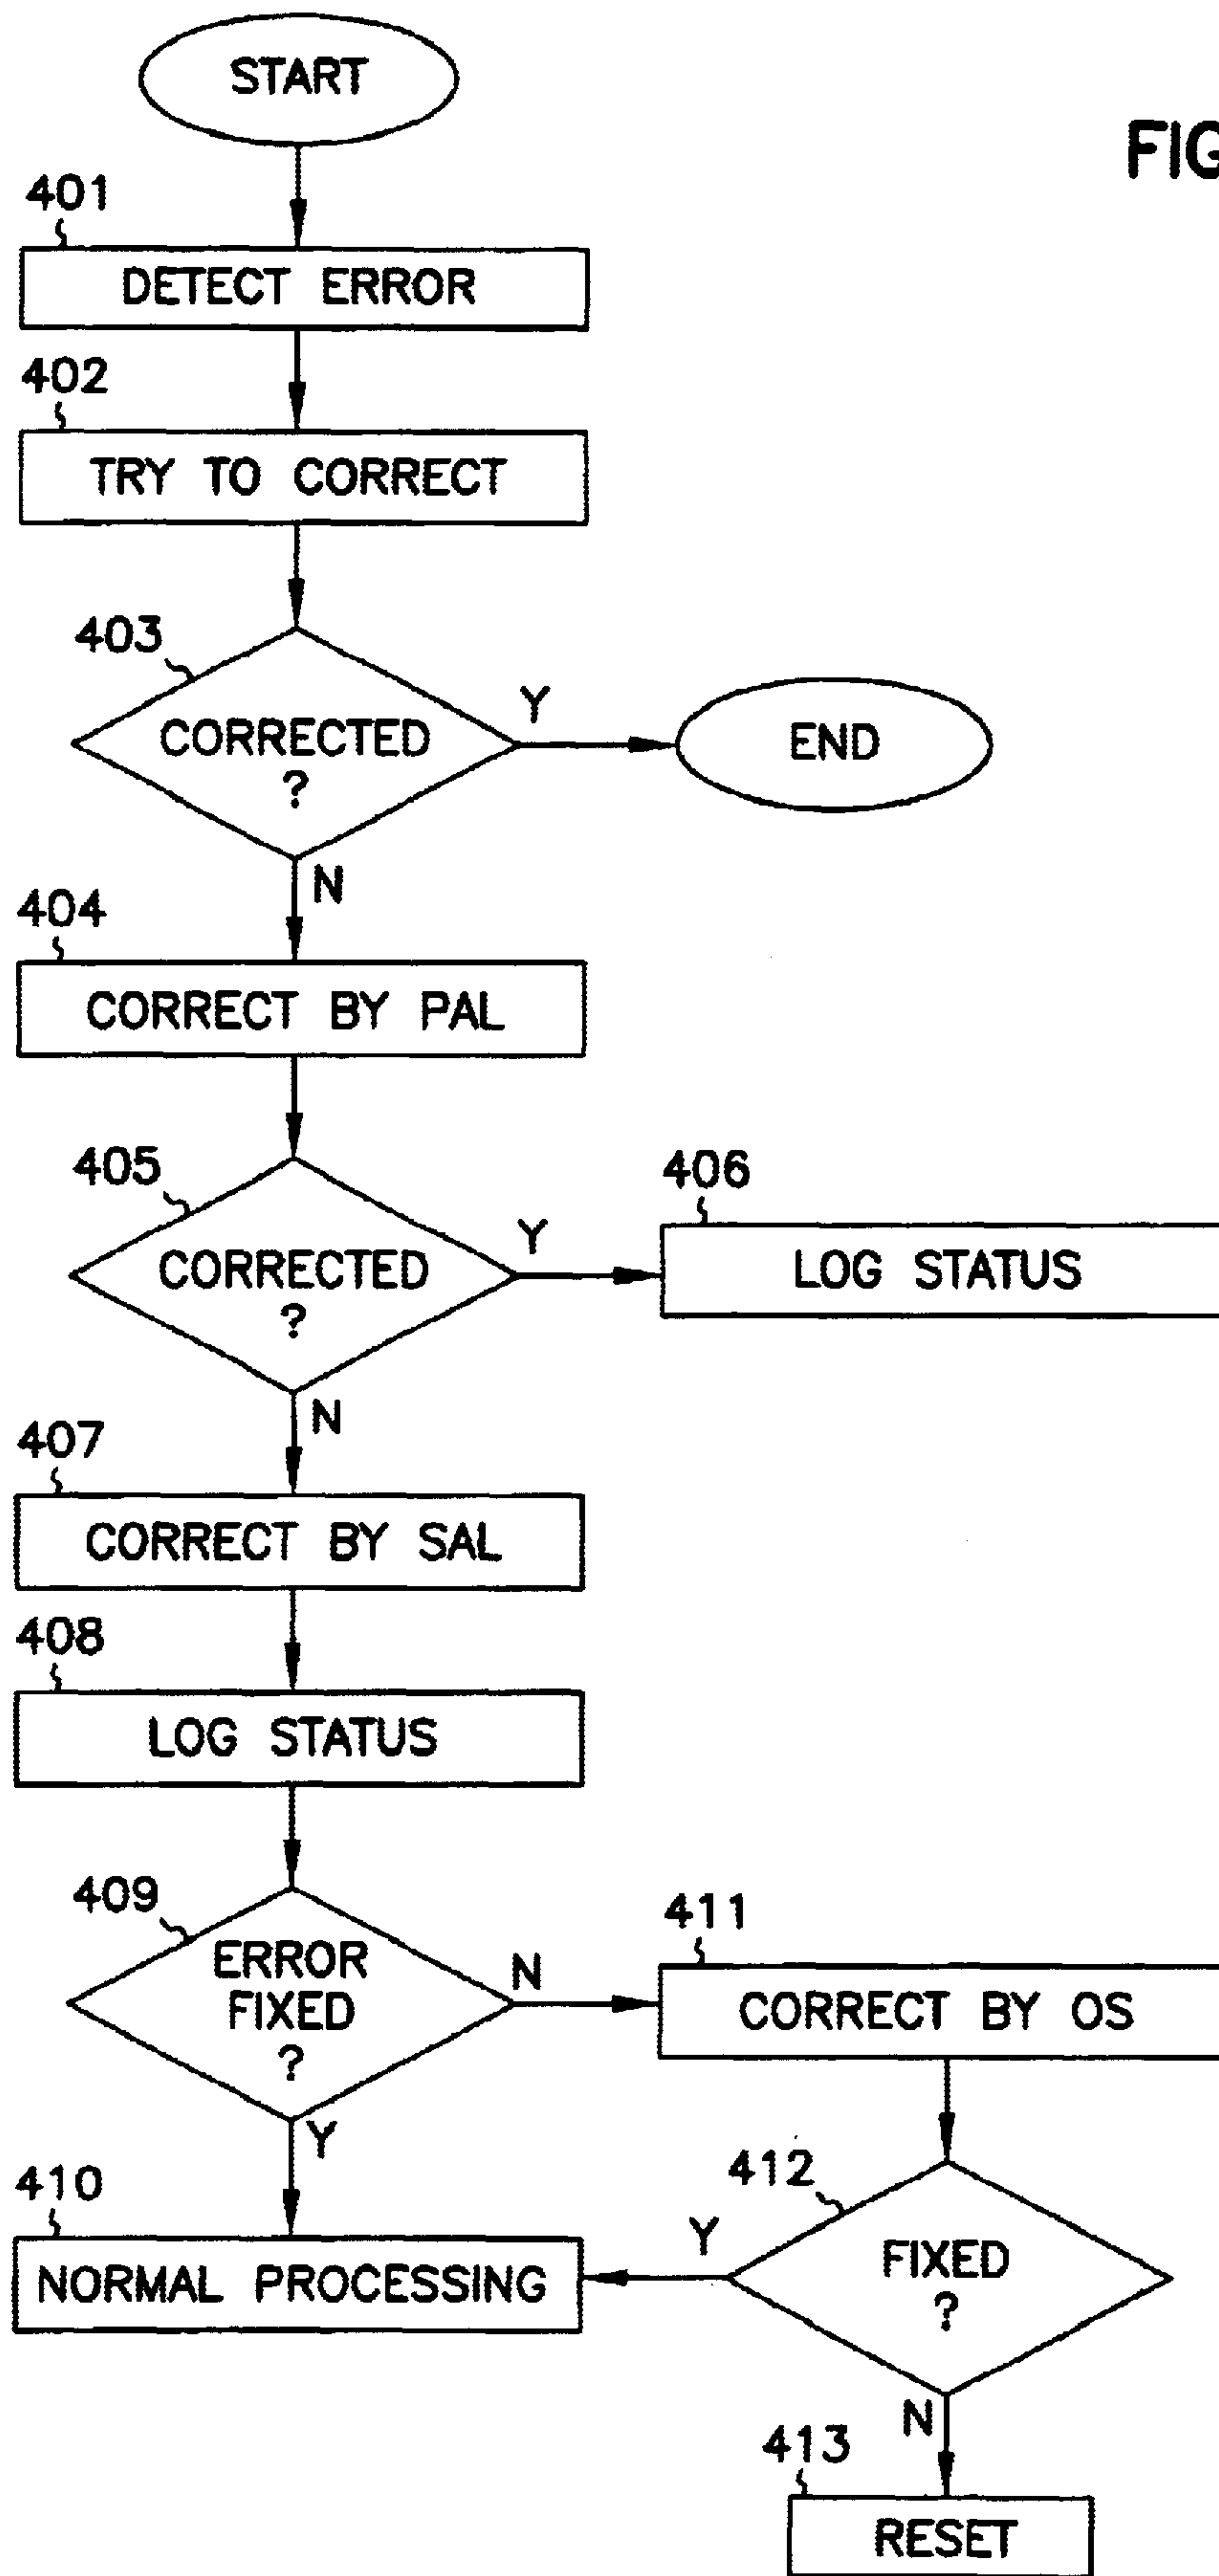 START
FIG
401
DETECT ERROR
402
TRY TO CORRECT
403
CORRECTED
?
Y
END
N
404
CORRECT BY PAL
405
CORRECTED
?
Y
406
LOG STATUS
N
407
CORRECT BY SAL
408
LOG STATUS
409
ERROR
FIXED
?
N
411
CORRECT BY OS
Y
410
NORMAL PROCESSING
412
FIXED
?
Y
N
413
RESET